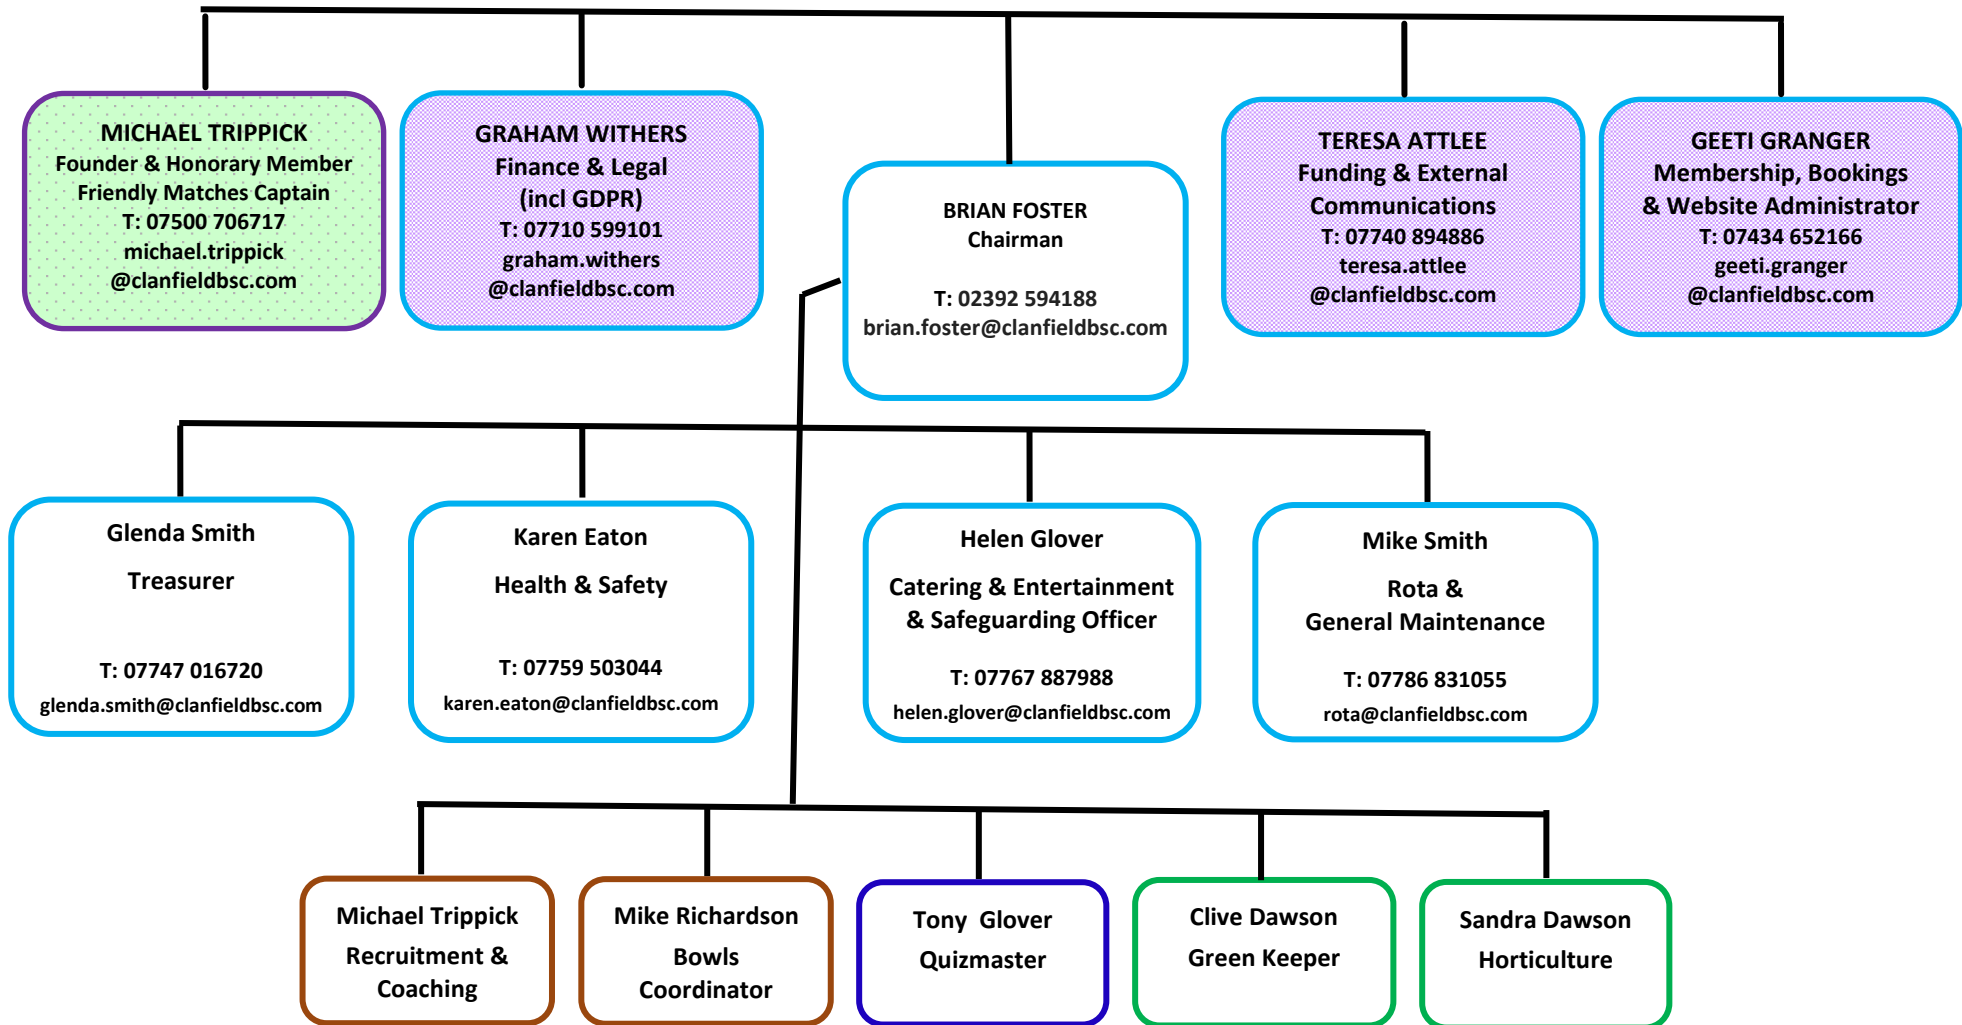 MICHAEL TRIPPICK
Founder & Honorary Member
Friendly Matches Captain
T: 07500 706717
michael.trippick
@clanfieldbsc.com
GRAHAM WITHERS
Finance & Legal
(incl GDPR)
T: 07710 599101
graham.withers
@clanfieldbsc.com
BRIAN FOSTER
Chairman
T: 02392 594188
brian.foster@clanfieldbsc.com
TERESA ATTLEE
Funding & External
Communications
T: 07740 894886
teresa.attlee
@clanfieldbsc.com
GEETI GRANGER
Membership, Bookings
& Website Administrator
T: 07434 652166
geeti.granger
@clanfieldbsc.com
Glenda Smith
Treasurer
T: 07747 016720
glenda.smith@clanfieldbsc.com
Karen Eaton
Health & Safety
T: 07759 503044
karen.eaton@clanfieldbsc.com
Helen Glover
Catering & Entertainment
& Safeguarding Officer
T: 07767 887988
helen.glover@clanfieldbsc.com
Mike Smith
Rota &
General Maintenance
T: 07786 831055
rota@clanfieldbsc.com
Michael Trippick
Recruitment &
Coaching
Mike Richardson
Bowls
Coordinator
Tony Glover
Quizmaster
Clive Dawson
Green Keeper
Sandra Dawson
Horticulture